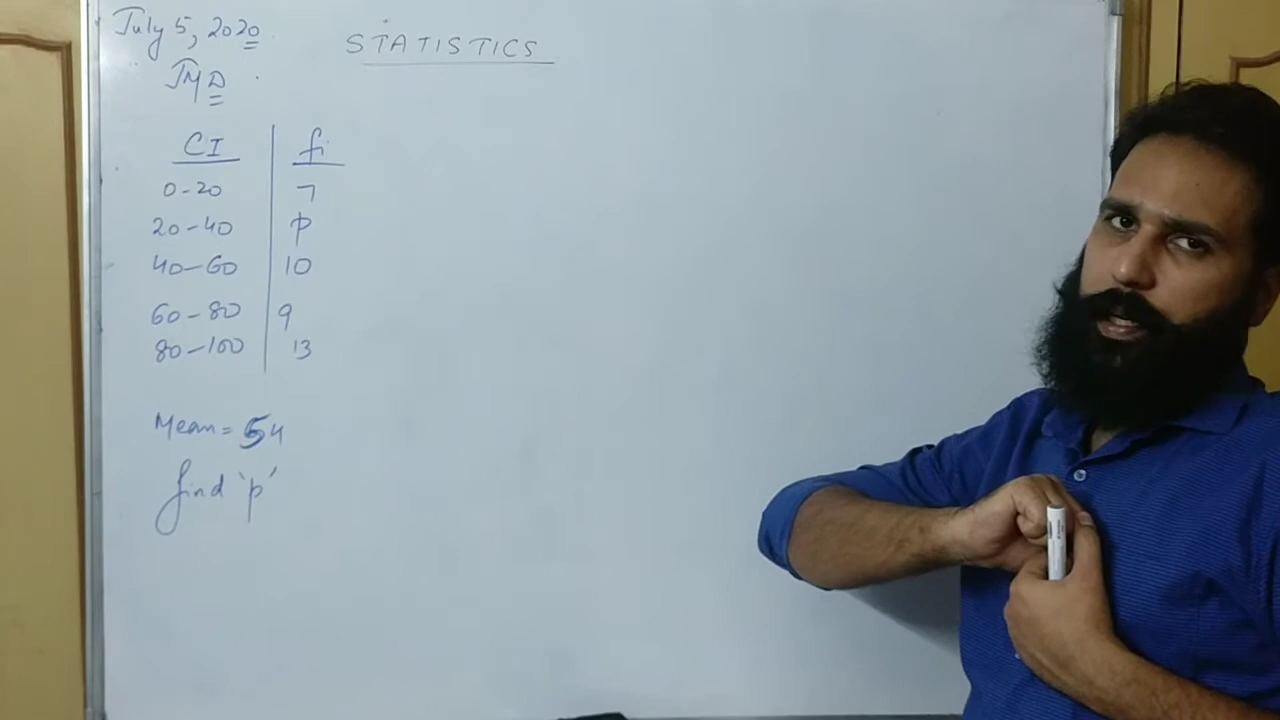 July 5, 2020
JMD
STATISTICS
CI fi
0-20 7
20-40 p
40-60 10
60-80 9
80-100 13
Mean = 54
find 'p'